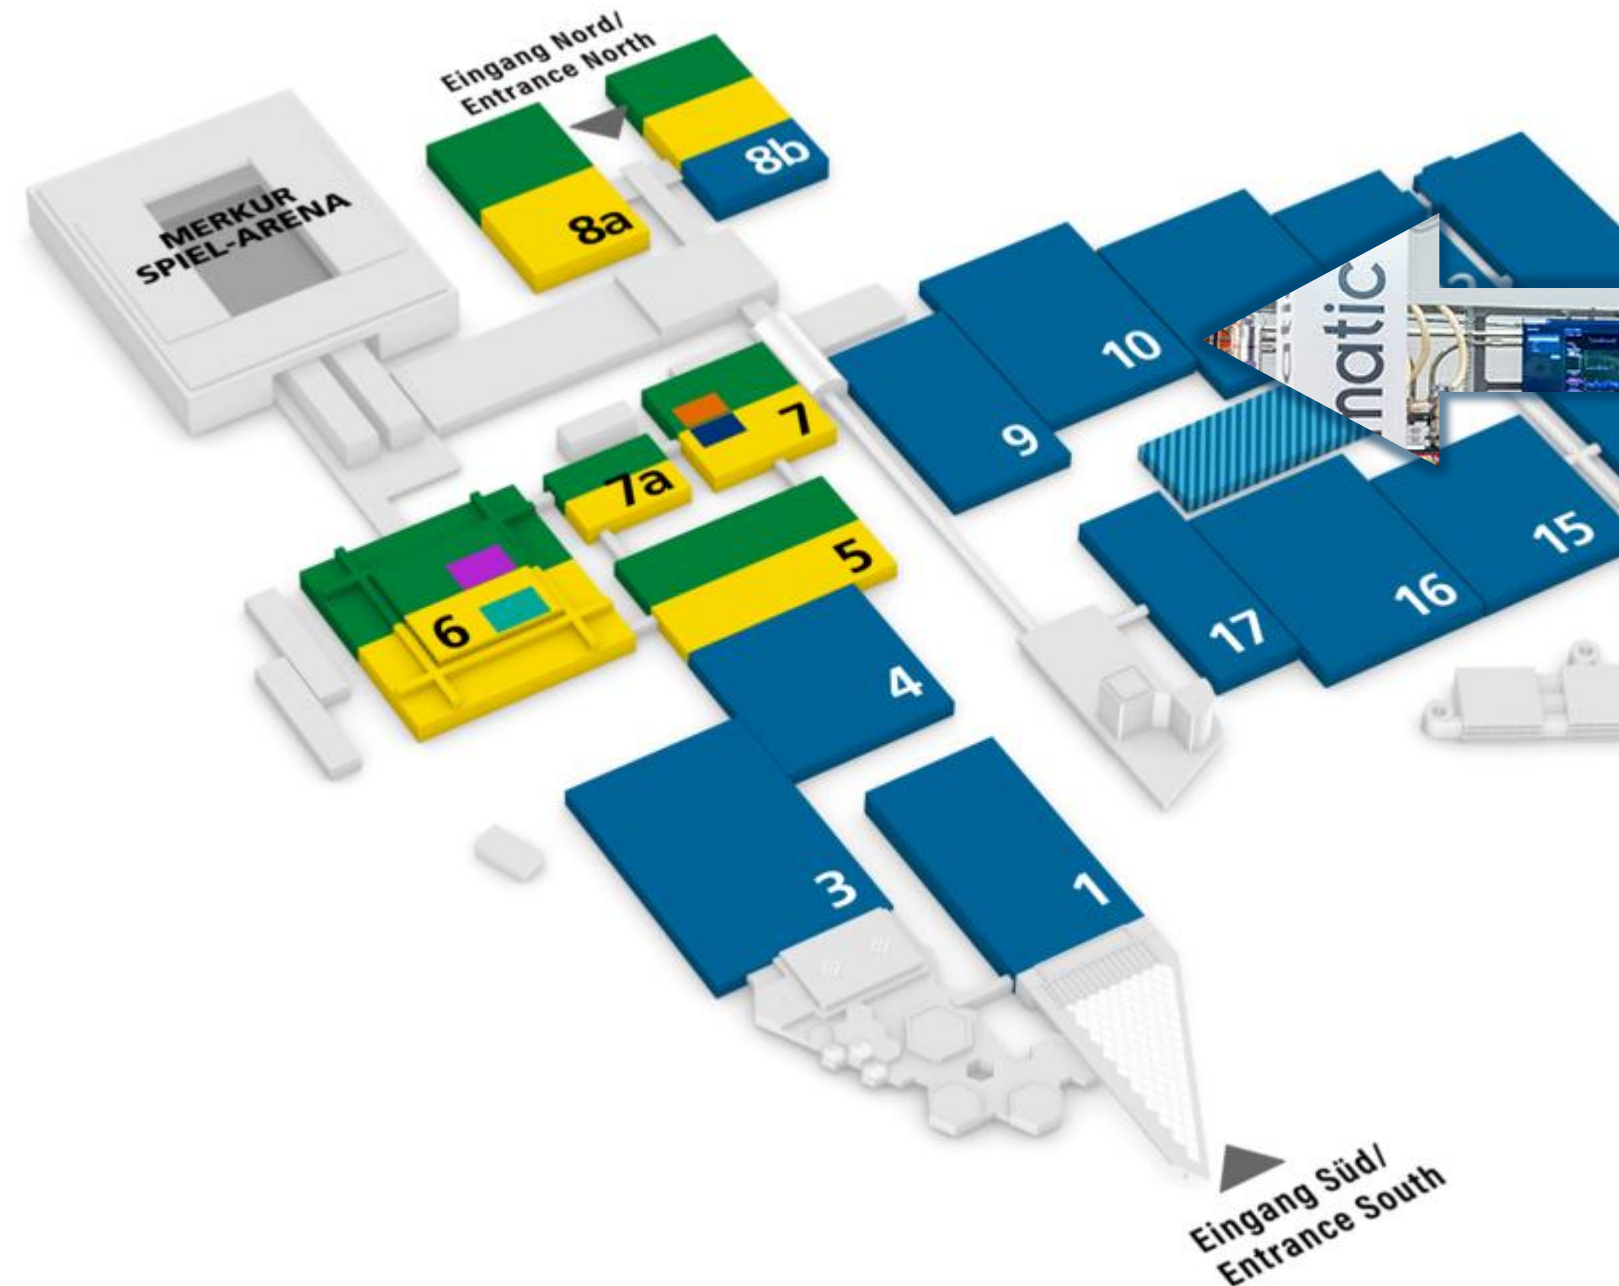 Eingang Nord/
Entrance North
8b
MERKUR
SPIEL-ARENA
8a
matic
10
7
9
7a
15
5
16
6
17
4
3
1
Eingang Süd/
Entrance South